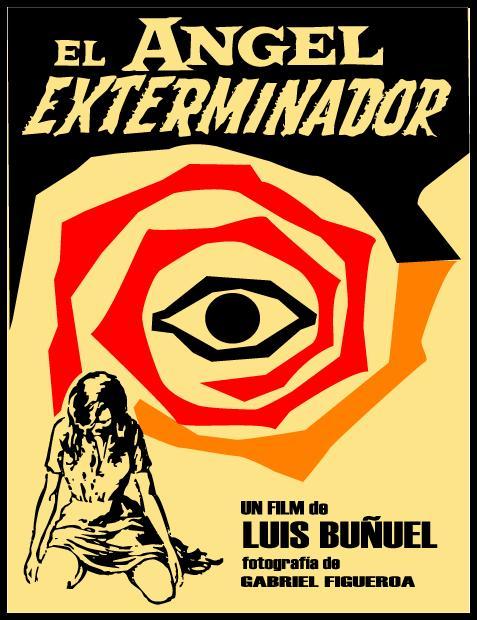 EL ANGEL
EXTERMINADOR
UN FILM de
LUIS BUÑUEL
fotografía de
GABRIEL FIGUEROA